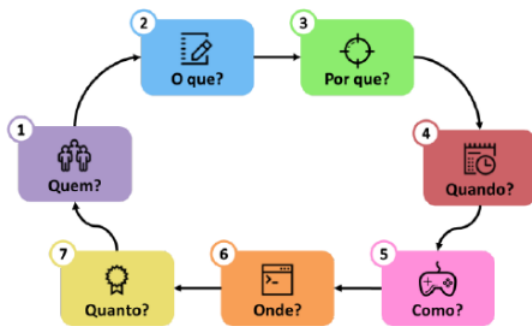 1
Quem?
2
O que?
3
Por que?
4
Quando?
5
Como?
6
Onde?
7
Quanto?